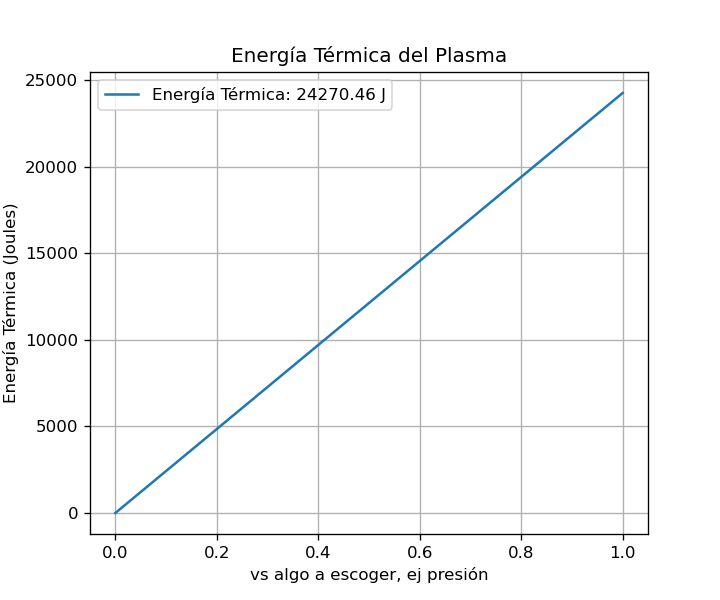 Energía Térmica del Plasma
Energía Térmica: 24270.46 J
Energía Térmica (Joules)
25000
20000
15000
10000
5000
0
0.0 0.2 0.4 0.6 0.8 1.0
vs algo a escoger, ej presión